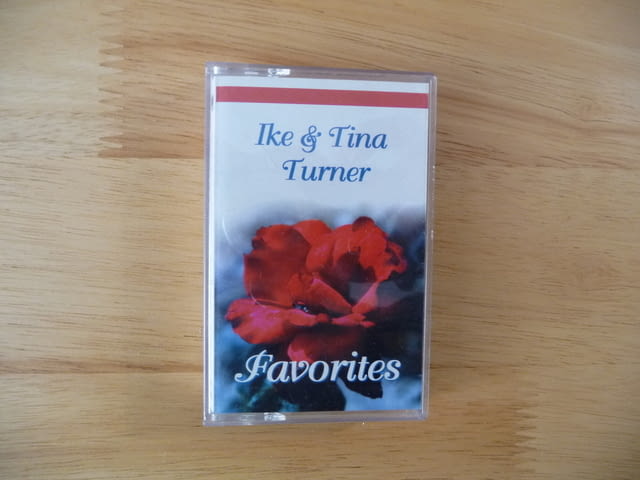 Ike & Tina
Turner
Favorites